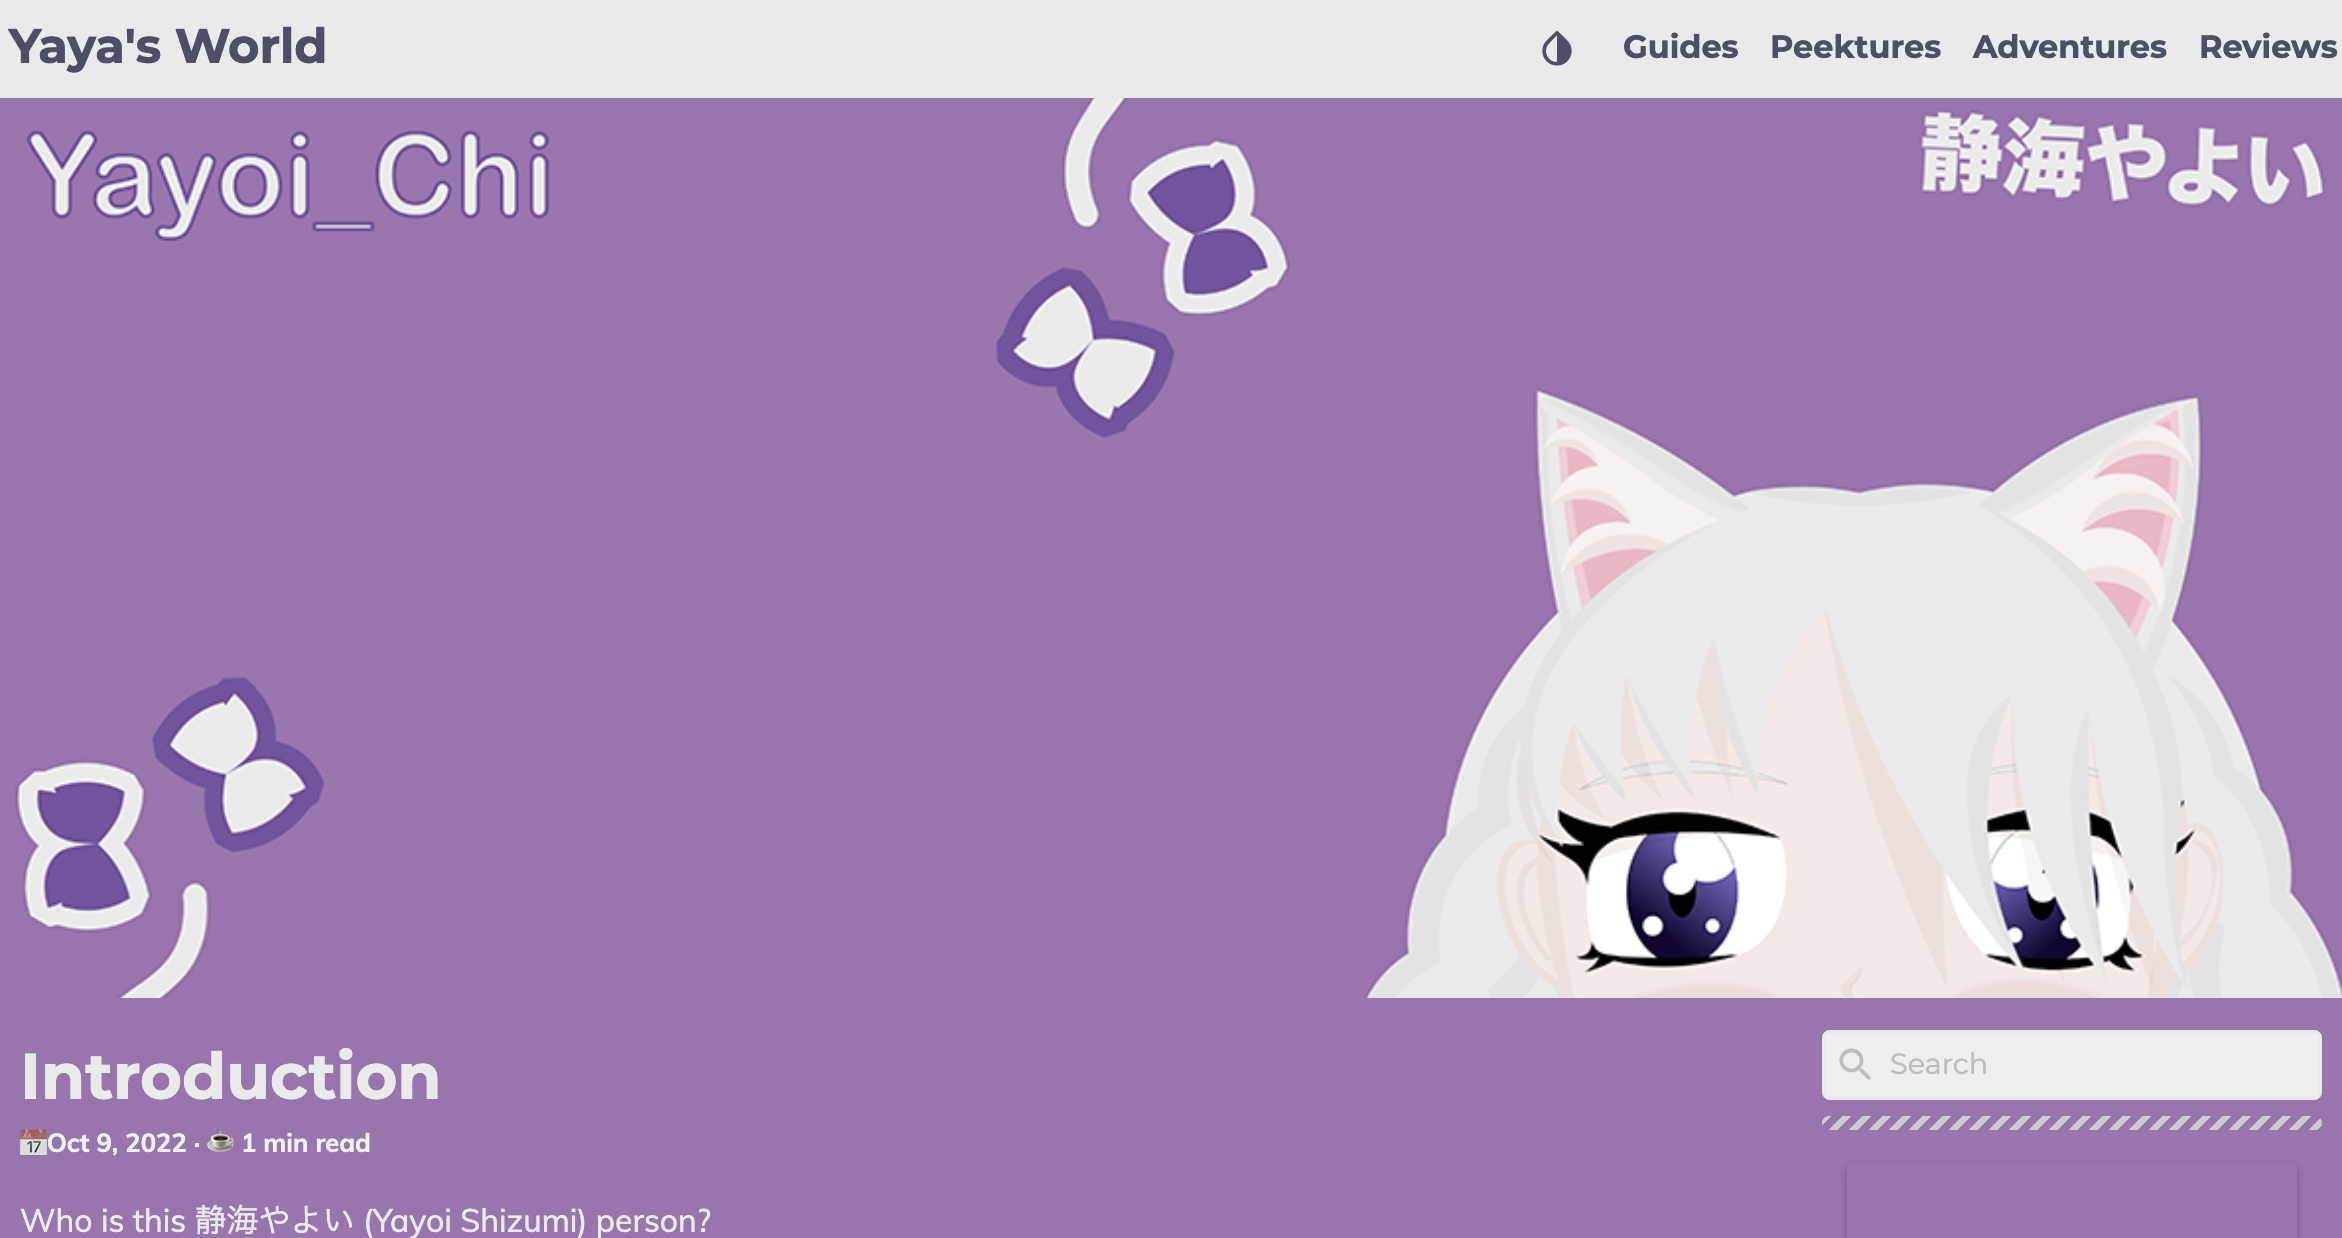 Yaya's World
Guides Peektures Adventures Reviews
Yayoi_Chi
静海やよい
Introduction
📅Oct 9, 2022 · ☕ 1 min read
Search
Who is this 静海やよい (Yayoi Shizumi) person?